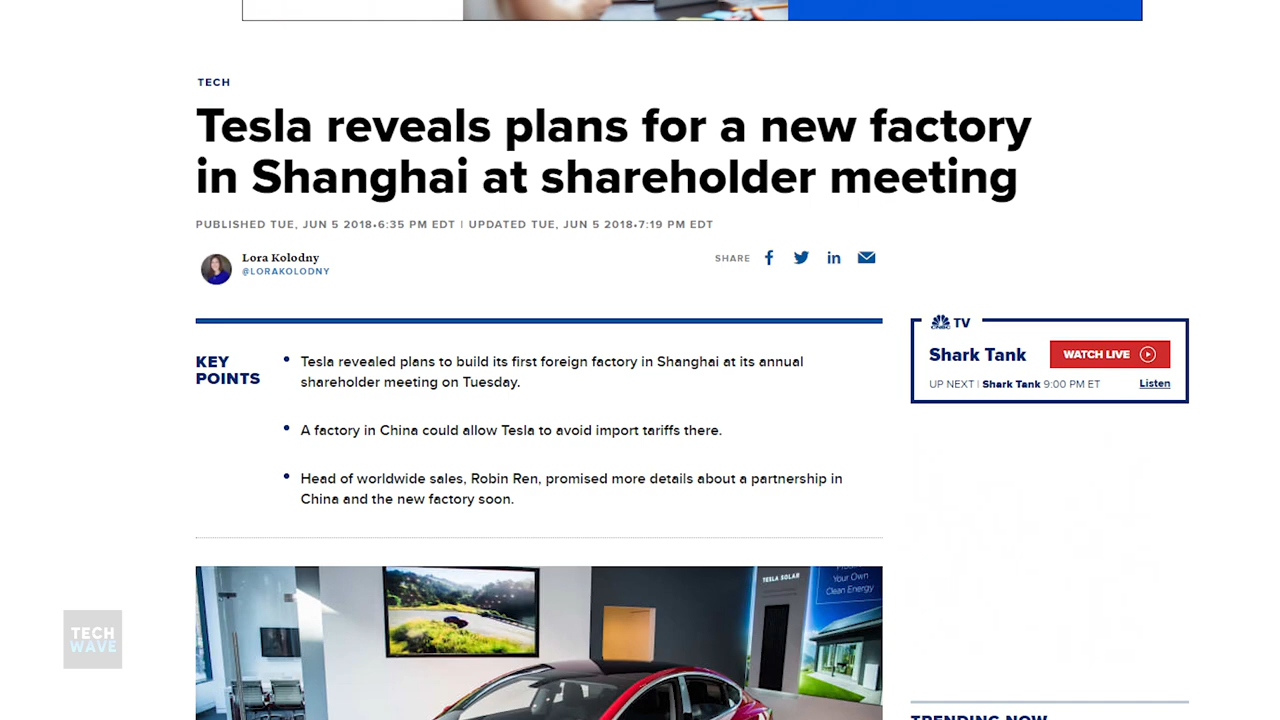 TECH
Tesla reveals plans for a new factory
in Shanghai at shareholder meeting
PUBLISHED TUE, JUN 5 2018•6:35 PM EDT | UPDATED TUE, JUN 5 2018•7:19 PM EDT
Lora Kolodny
@LORAKOLODNY
SHARE
KEY
POINTS
• Tesla revealed plans to build its first foreign factory in Shanghai at its annual
shareholder meeting on Tuesday.
• A factory in China could allow Tesla to avoid import tariffs there.
• Head of worldwide sales, Robin Ren, promised more details about a partnership in
China and the new factory soon.
CNBC TV
Shark Tank
WATCH LIVE
UP NEXT | Shark Tank 9:00 PM ET
Listen
TESLA SOLAR
Produce
Your Own
Clean Energy
TECH
WAVE
TRENDING NOW